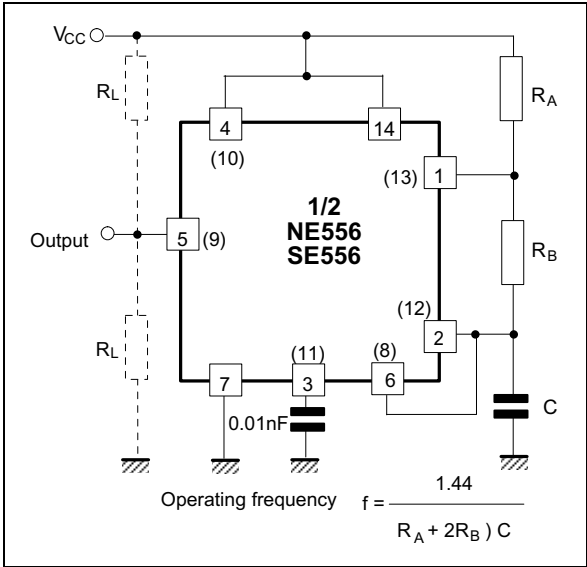 VCC
RL
RA
4
14
(10)
(13)
1
1/2
NE556
SE556
Output
5
(9)
RB
(12)
2
RL
(11)
(8)
7
3
6
0.01nF
C
Operating frequency
f =
1.44
RA + 2RB ) C